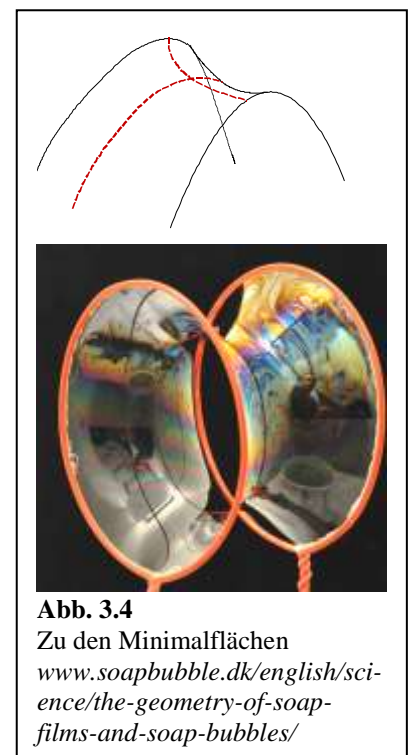 Abb. 3.4
Zu den Minimalflächen
www.soapbubble.dk/english/sci-
ence/the-geometry-of-soap-
films-and-soap-bubbles/